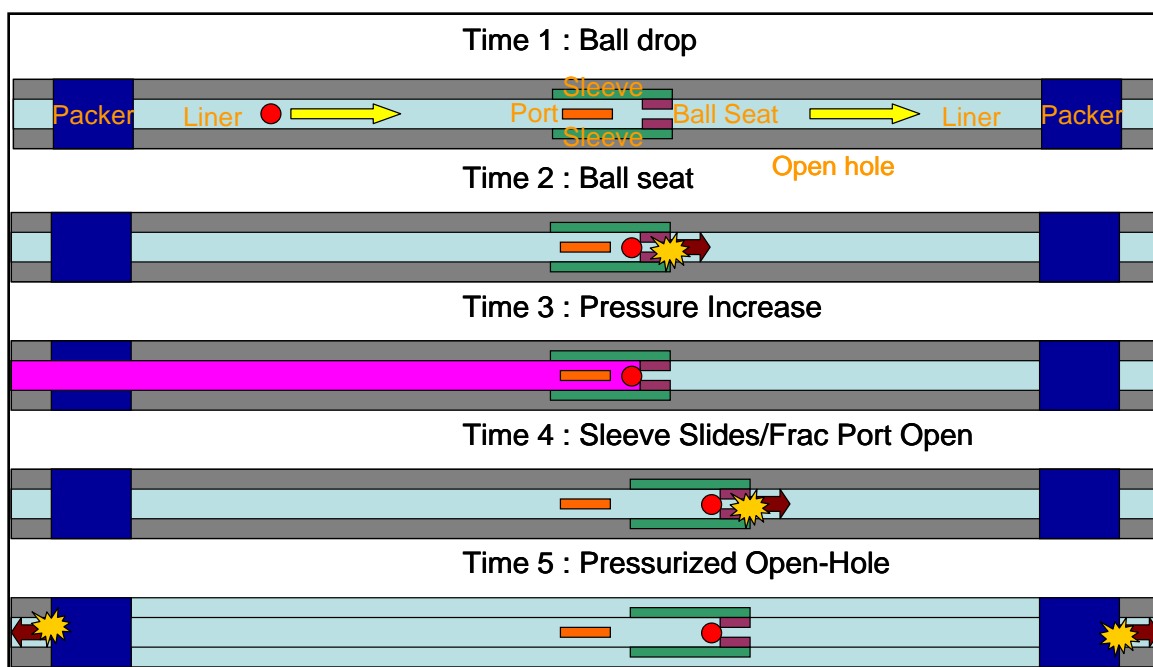 Time 1 : Ball drop
Sleeve
Packer Liner Port Ball Seat Liner Packer
Sleeve
Open hole
Time 2 : Ball seat
Time 3 : Pressure Increase
Time 4 : Sleeve Slides/Frac Port Open
Time 5 : Pressurized Open-Hole